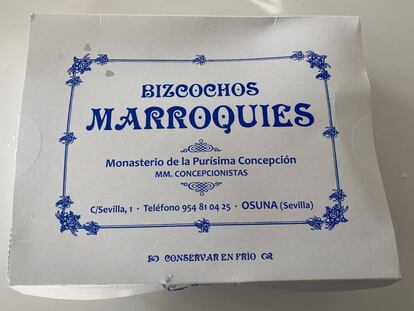 BIZCOCHOS
MARROQUIES
Monasterio de la Purísima Concepción
MM. CONCEPCIONISTAS
C/Sevilla, 1 · Teléfono 954 81 04 25 · OSUNA (Sevilla)
CONSERVAR EN FRÍO